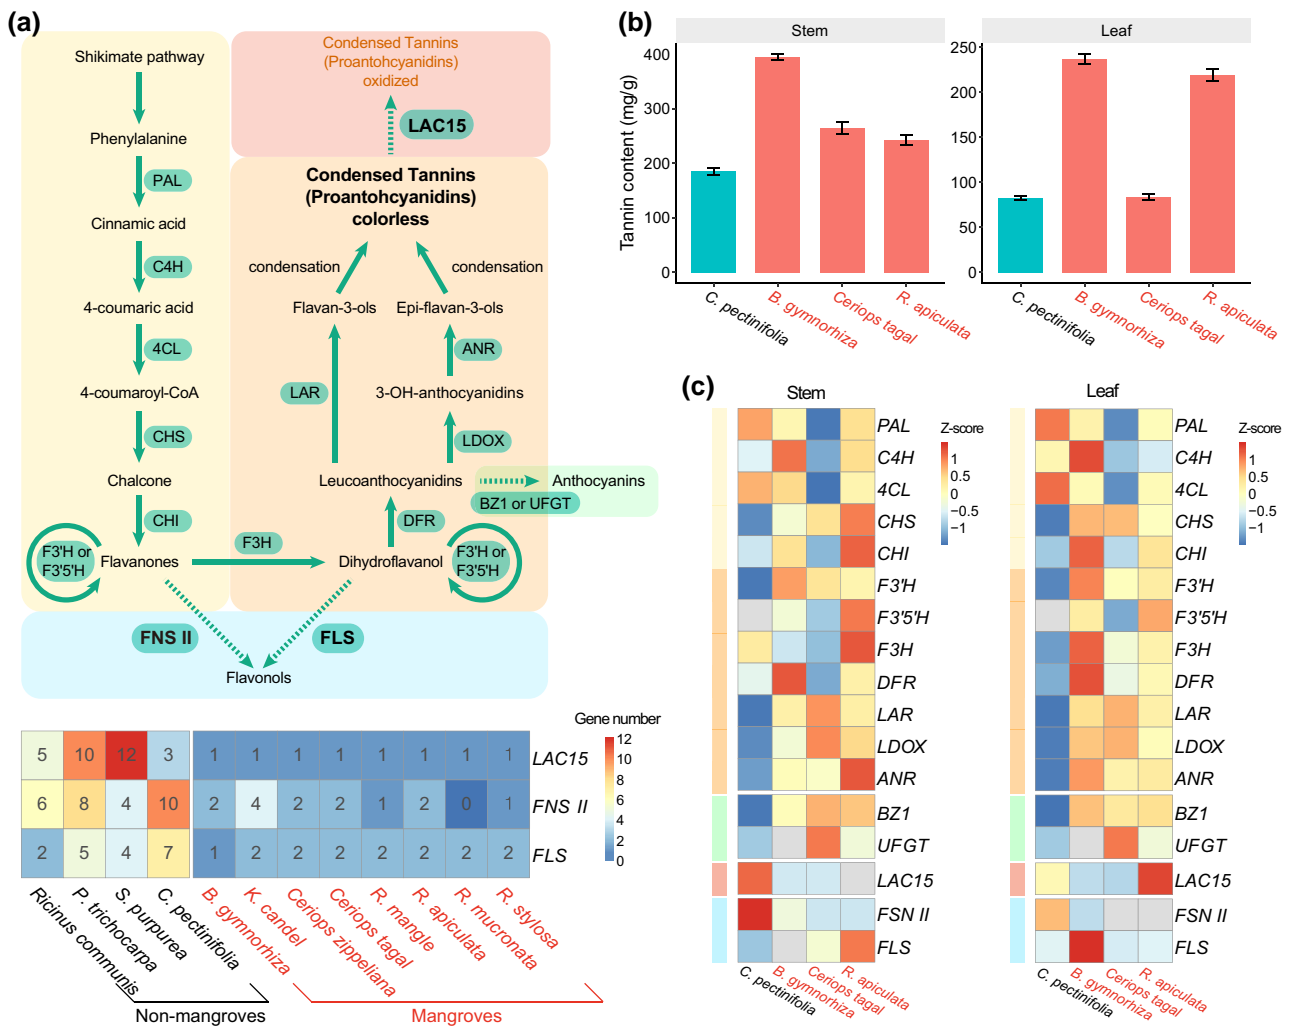 (a)
Shikimate pathway
Phenylalanine
PAL
Cinnamic acid
C4H
4-coumaric acid
4CL
4-coumaroyl-CoA
CHS
Chalcone
CHI
F3'H or
F3'5'H
Flavanones
F3H
Condensed Tannins
(Proantohcyanidins)
oxidized
LAC15
Condensed Tannins
(Proantohcyanidins)
colorless
condensation
condensation
Flavan-3-ols
Epi-flavan-3-ols
ANR
LAR
3-OH-anthocyanidins
LDOX
Leucoanthocyanidins
Anthocyanins
BZ1 or UFGT
DFR
Dihydroflavanol
F3'H or
F3'5'H
FNS II
FLS
Flavonols
Gene number
5 10 12 3 1 1 1 1 1 1 1 1 LAC15
6 8 4 10 2 4 2 2 1 2 0 1 FNS II
2 5 4 7 1 2 2 2 2 2 2 2 FLS
12
10
8
6
4
2
0
Ricinus communis
P. trichocarpa
S. purpurea
C. pectinifolia
B. gymnorhiza
K. candel
Ceriops zippeliana
Ceriops tagal
R. mangle
R. apiculata
R. mucronata
R. stylosa
Non-mangroves
Mangroves
(b)
Stem
Leaf
Tannin content (mg/g)
400
300
200
100
0
250
200
150
100
50
0
C. pectinifolia
B. gymnorhiza
Ceriops tagal
R. apiculata
C. pectinifolia
B. gymnorhiza
Ceriops tagal
R. apiculata
(c)
Stem
PAL
C4H
4CL
CHS
CHI
F3'H
F3'5'H
F3H
DFR
LAR
LDOX
ANR
BZ1
UFGT
LAC15
FSN II
FLS
Z-score
1
0.5
0
−0.5
−1
C. pectinifolia
B. gymnorhiza
Ceriops tagal
R. apiculata
Leaf
PAL
C4H
4CL
CHS
CHI
F3'H
F3'5'H
F3H
DFR
LAR
LDOX
ANR
BZ1
UFGT
LAC15
FSN II
FLS
Z-score
1
0.5
0
−0.5
−1
C. pectinifolia
B. gymnorhiza
Ceriops tagal
R. apiculata